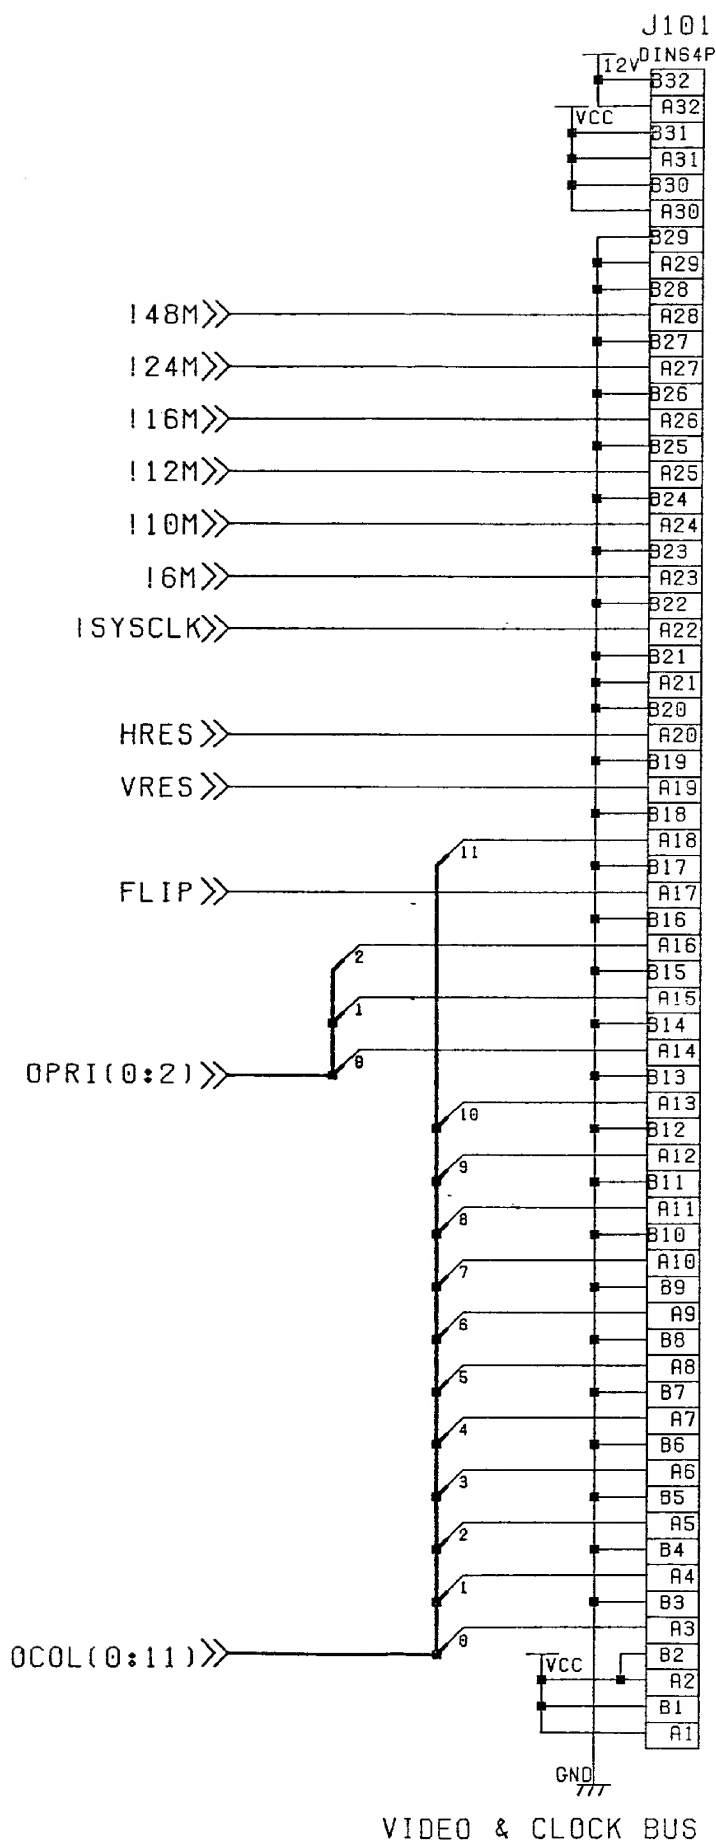 J101
DIN64P
12V
B32
A32
VCC
B31
A31
B30
A30
B29
A29
B28
!48M
A28
B27
!24M
A27
B26
!16M
A26
B25
!12M
A25
B24
!10M
A24
B23
!6M
A23
B22
!SYSCLK
A22
B21
A21
B20
HRES
A20
B19
VRES
A19
B18
A18
11
B17
FLIP
A17
B16
A16
2
B15
A15
1
B14
A14
0
OPRI(0:2)
B13
A13
10
B12
A12
9
B11
A11
8
B10
A10
7
B9
A9
6
B8
A8
5
B7
A7
4
B6
A6
3
B5
A5
2
B4
A4
1
B3
A3
0
OCOL(0:11)
B2
VCC
A2
B1
A1
GND
VIDEO & CLOCK BUS